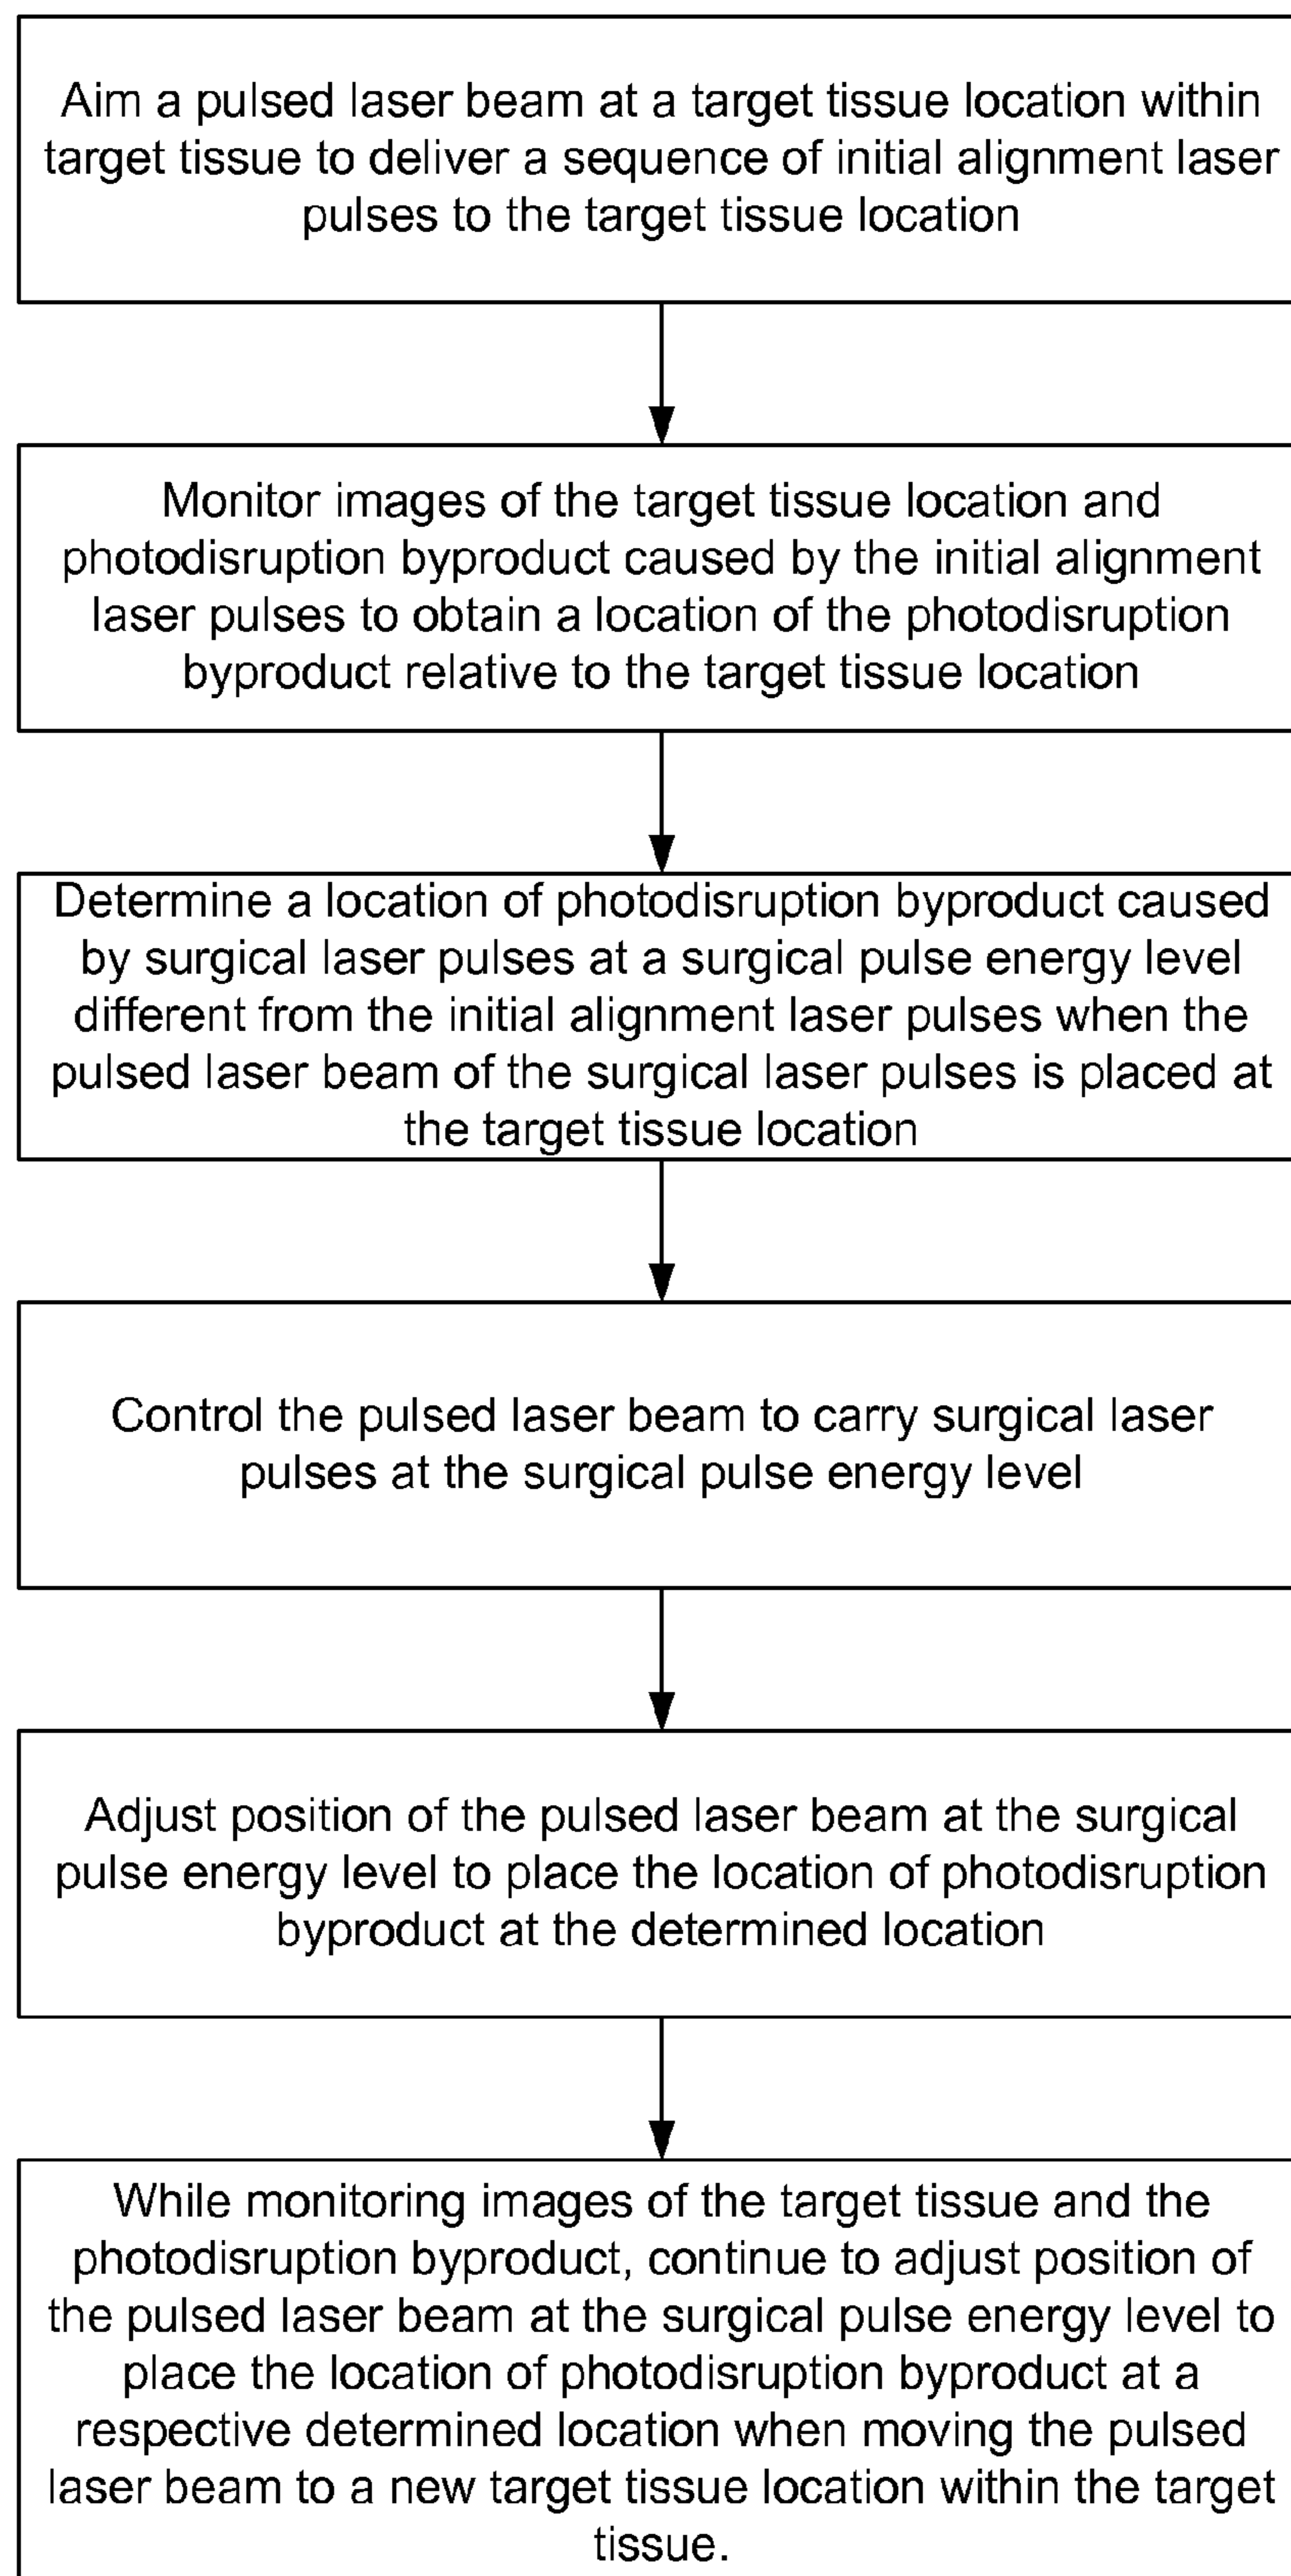 Aim a pulsed laser beam at a target tissue location within
target tissue to deliver a sequence of initial alignment laser
pulses to the target tissue location
Monitor images of the target tissue location and
photodisruption byproduct caused by the initial alignment
laser pulses to obtain a location of the photodisruption
byproduct relative to the target tissue location
Determine a location of photodisruption byproduct caused
by surgical laser pulses at a surgical pulse energy level
different from the initial alignment laser pulses when the
pulsed laser beam of the surgical laser pulses is placed at
the target tissue location
Control the pulsed laser beam to carry surgical laser
pulses at the surgical pulse energy level
Adjust position of the pulsed laser beam at the surgical
pulse energy level to place the location of photodisruption
byproduct at the determined location
While monitoring images of the target tissue and the
photodisruption byproduct, continue to adjust position of
the pulsed laser beam at the surgical pulse energy level to
place the location of photodisruption byproduct at a
respective determined location when moving the pulsed
laser beam to a new target tissue location within the target
tissue.